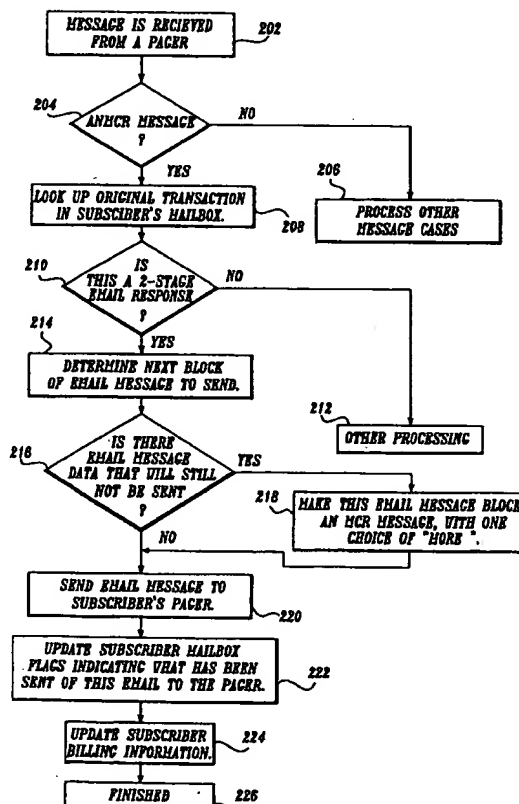 MESSAGE IS RECIEVED
FROM A PAGER
202
204
ANMCR MESSAGE
?
NO
YES
206
PROCESS OTHER
MESSAGE CASES
LOOK UP ORIGINAL TRANSACTION
IN SUBSCIBER'S MAILBOX.
208
210
IS
THIS A 2-STAGE
EMAIL RESPONSE
?
NO
YES
214
DETERMINE NEXT BLOCK
OF EMAIL MESSAGE TO SEND.
212
OTHER PROCESSING
216
IS THERE
EMAIL MESSAGE
DATA THAT WILL STILL
NOT BE SENT
?
YES
NO
218
MAKE THIS EMAIL MESSAGE BLOCK
AN MCR MESSAGE, WITH ONE
CHOICE OF "MORE ".
SEND EMAIL MESSAGE TO
SUBSCRIBER'S PAGER.
220
UPDATE SUBSCRIBER MAILBOX
FLAGS INDICATING WHAT HAS BEEN
SENT OF THIS EMAIL TO THE PAGER.
222
UPDATE SUBSCRIBER
BILLING INFORMATION.
224
FINISHED
226